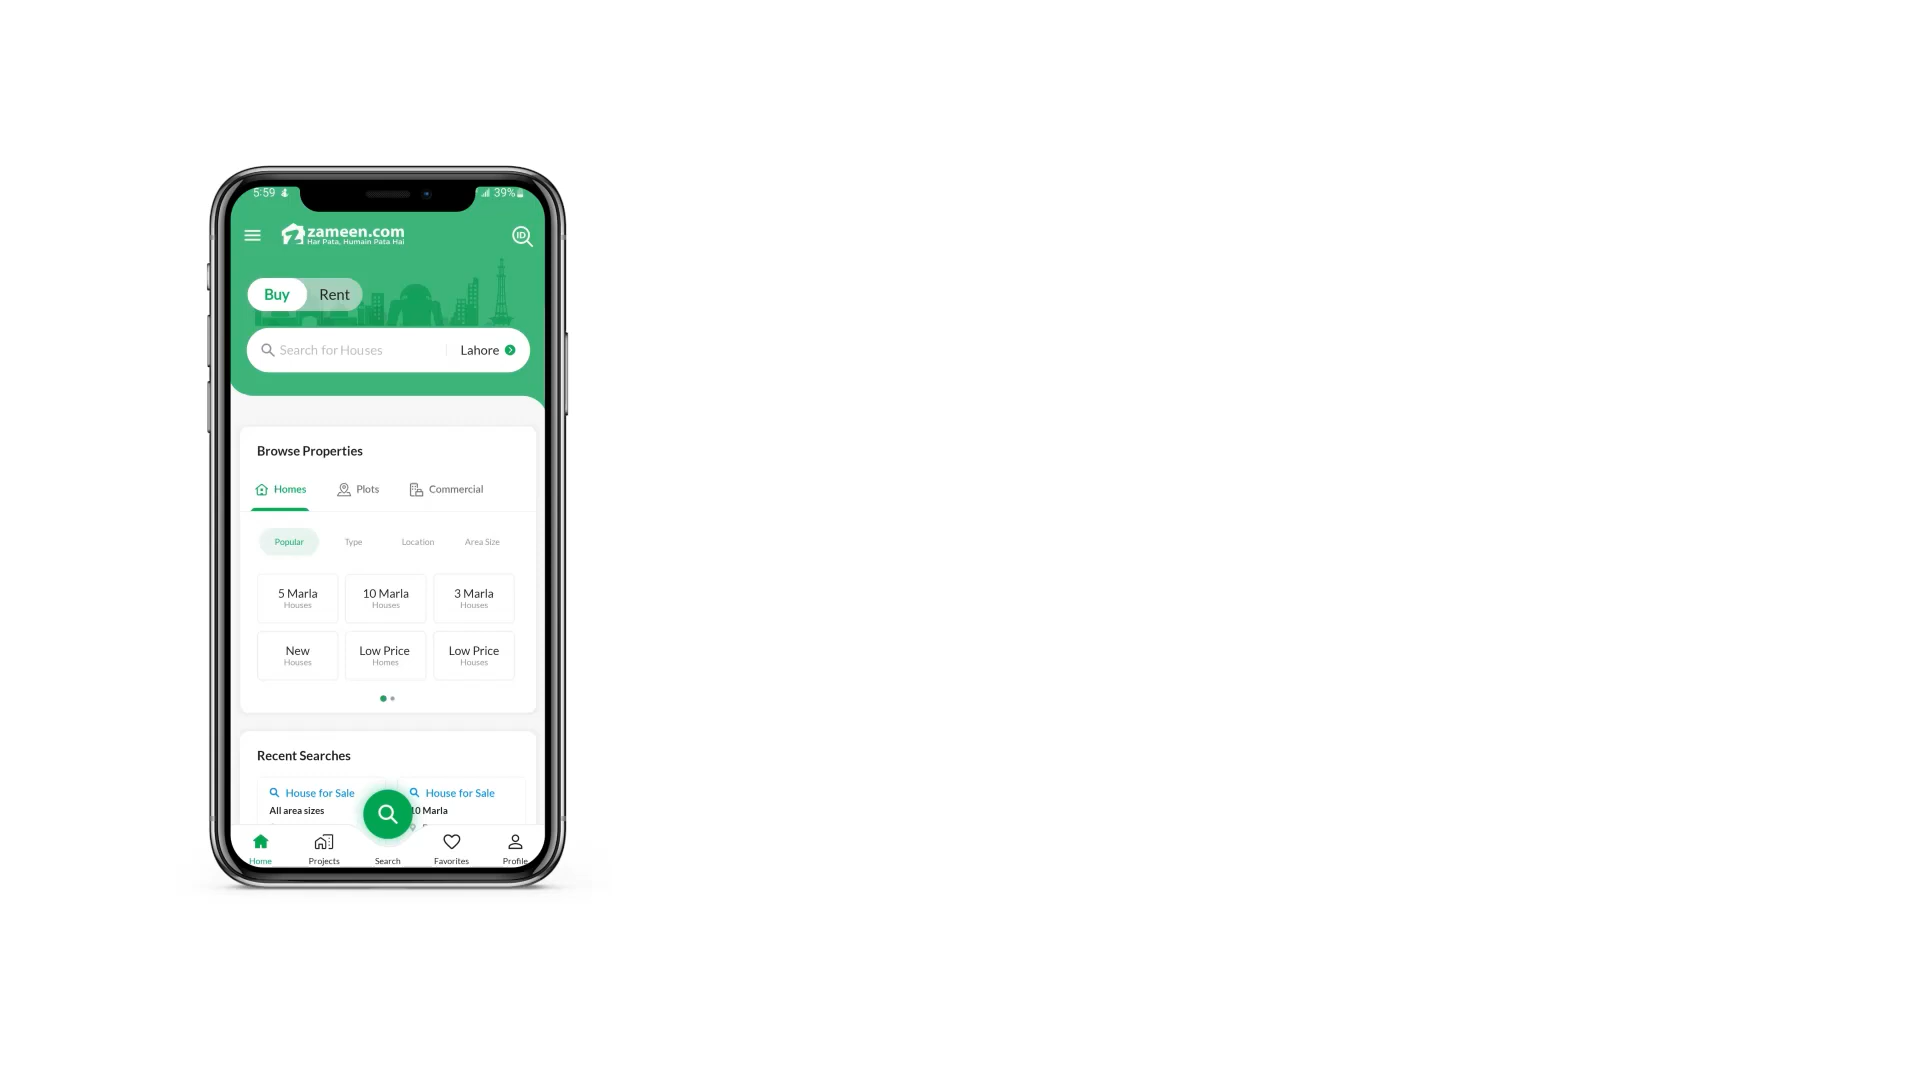 5:59 39%
zameen.com
Har Pata, Humain Pata Hai
ID
Buy Rent
Search for Houses Lahore
Browse Properties
Homes Plots Commercial
Popular Type Location Area Size
5 Marla 10 Marla 3 Marla
Houses Houses Houses
New Low Price Low Price
Houses Homes Houses
Recent Searches
House for Sale House for Sale
All area sizes 10 Marla
Home Projects Search Favorites Profile